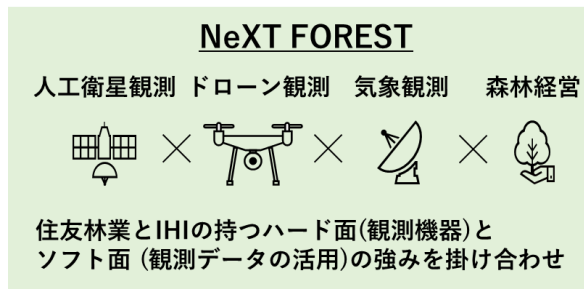 NeXT FOREST
人工衛星観測 ドローン観測 気象観測 森林経営
住友林業とIHIの持つハード面(観測機器)と
ソフト面 (観測データの活用)の強みを掛け合わせ